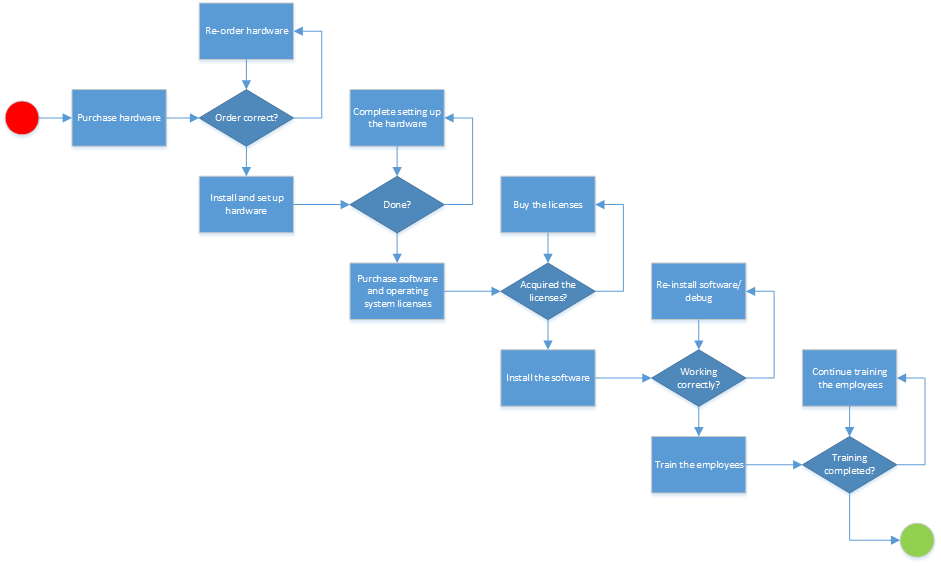 Re-order hardware
Purchase hardware
Order correct?
Complete setting up
the hardware
Install and set up
hardware
Done?
Buy the licenses
Purchase software
and operating
system licenses
Acquired the
licenses?
Re-install software/
debug
Install the software
Working
correctly?
Continue training
the employees
Train the employees
Training
completed?